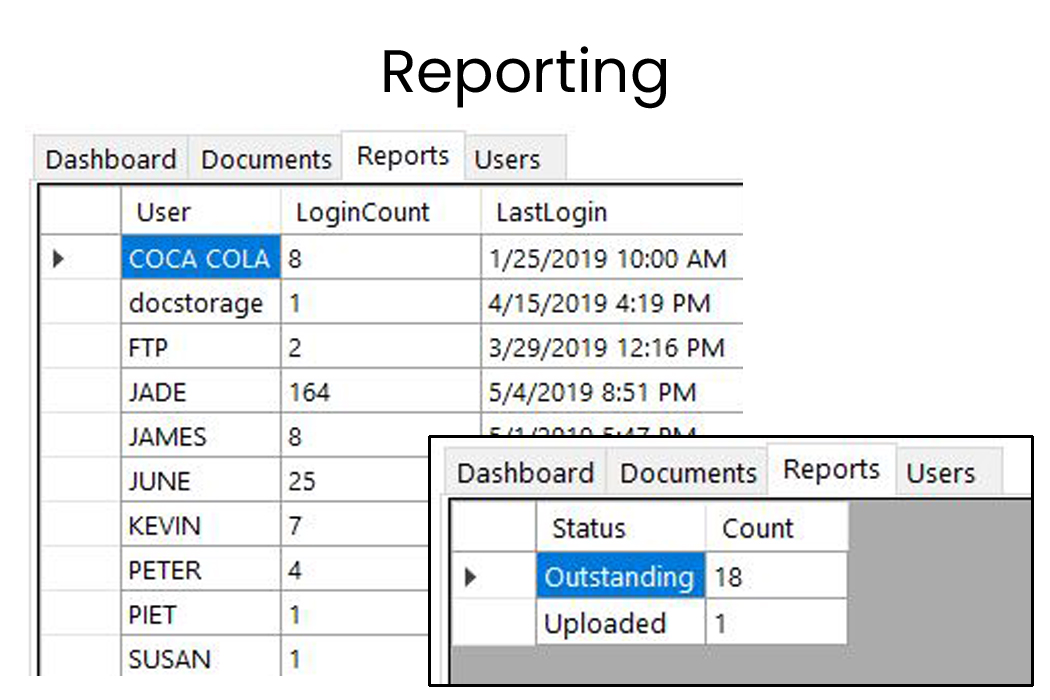 Reporting
Dashboard Documents Reports Users
User LoginCount LastLogin
COCA COLA 8 1/25/2019 10:00 AM
docstorage 1 4/15/2019 4:19 PM
FTP 2 3/29/2019 12:16 PM
JADE 164 5/4/2019 8:51 PM
JAMES 8
JUNE 25
KEVIN 7
PETER 4
PIET 1
SUSAN 1
Dashboard Documents Reports Users
Status Count
Outstanding 18
Uploaded 1